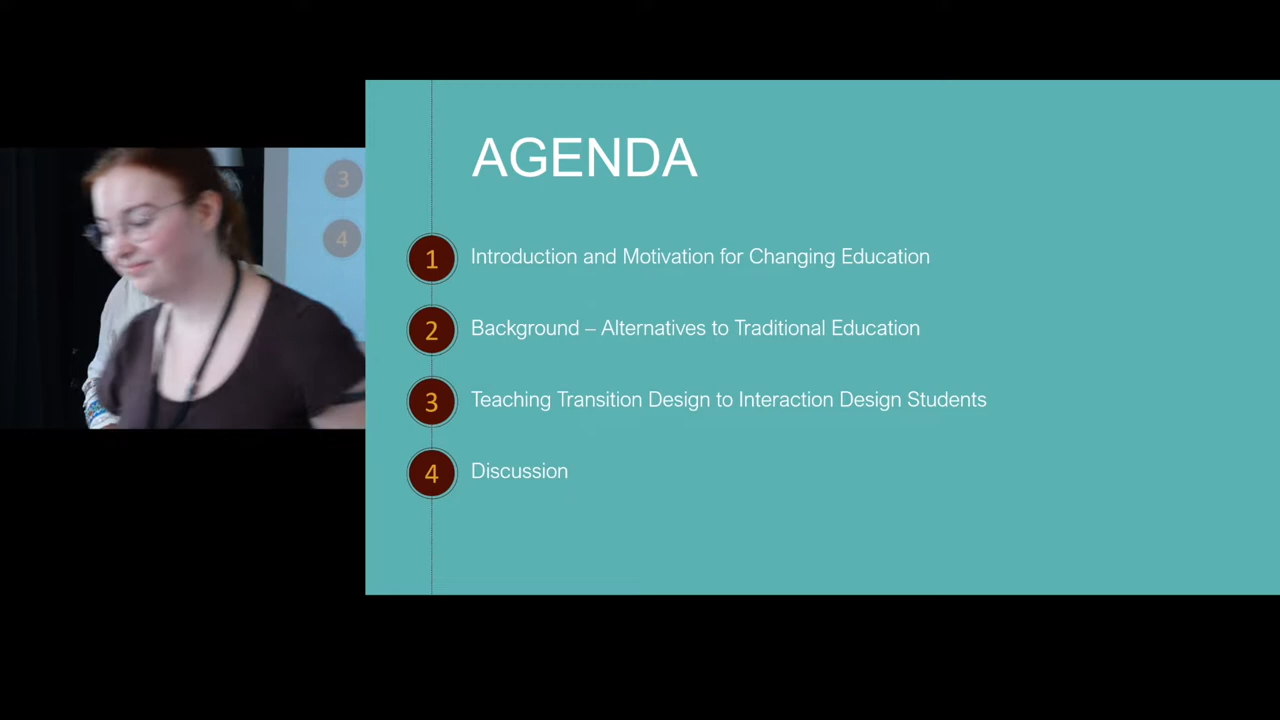 AGENDA
1 Introduction and Motivation for Changing Education
2 Background – Alternatives to Traditional Education
3 Teaching Transition Design to Interaction Design Students
4 Discussion
3
4